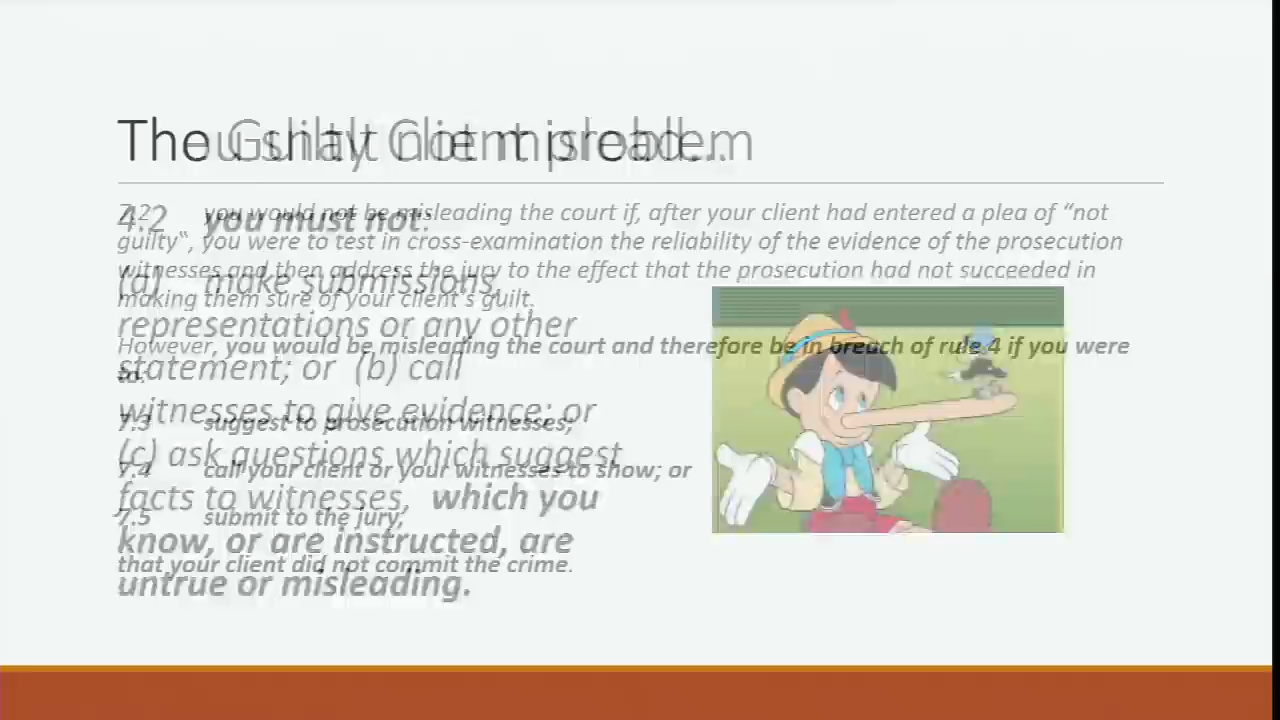 Thou shalt not mislead...
4.2 you must not:
(a) make submissions,
representations or any other
statement; or (b) call
witnesses to give evidence; or
(c) ask questions which suggest
facts to witnesses, which you
know, or are instructed, are
untrue or misleading.
The Guilty Client problem
7.2 you would not be misleading the court if, after your client had entered a plea of “not
guilty“, you were to test in cross-examination the reliability of the evidence of the prosecution
witnesses and then address the jury to the effect that the prosecution had not succeeded in
making them sure of your client's guilt.
However, you would be misleading the court and therefore be in breach of rule 4 if you were
to:
7.3 suggest to prosecution witnesses;
7.4 call your client or your witnesses to show; or
7.5 submit to the jury;
that your client did not commit the crime.